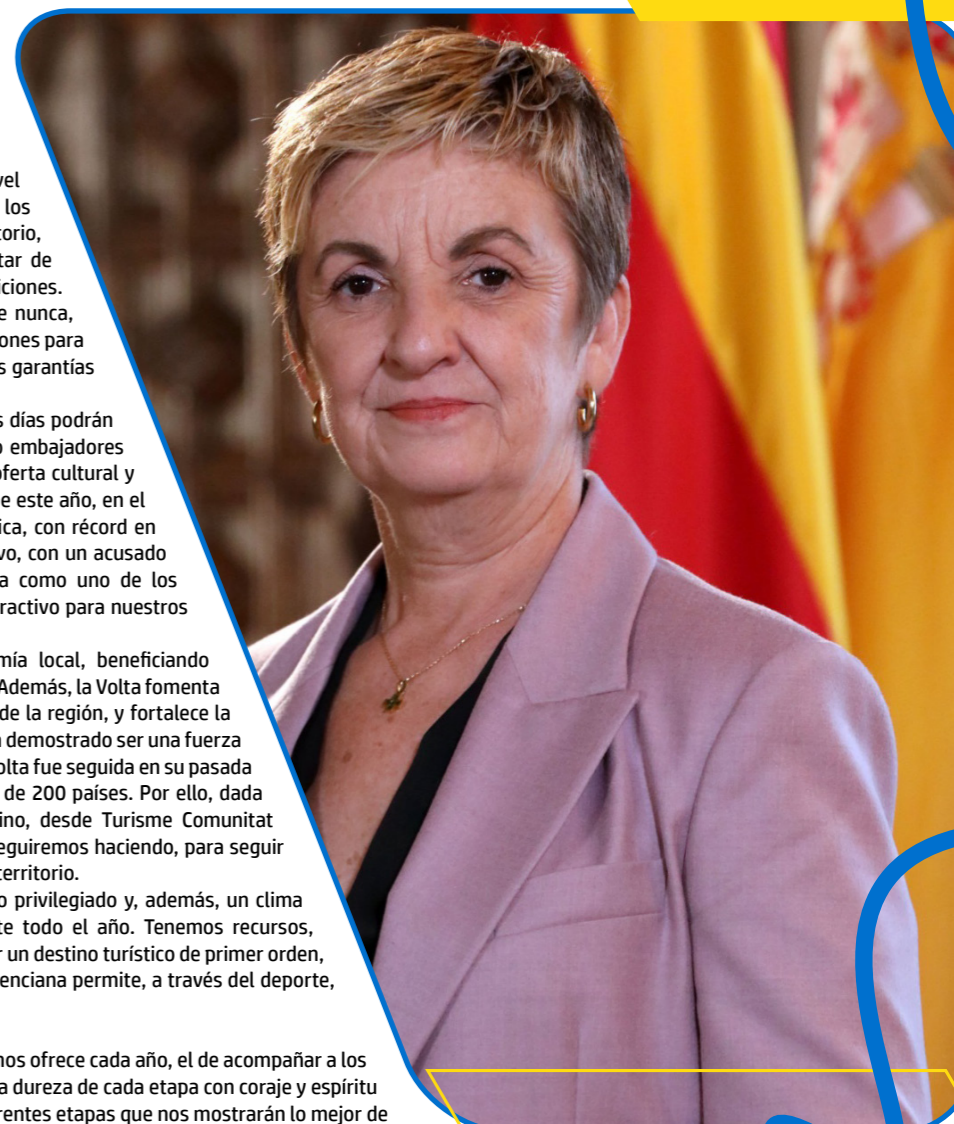 vel
los
torio,
tar de
iciones.
e nunca,
ones para
s garantías
s días podrán
o embajadores
oferta cultural y
e este año, en el
ica, con récord en
vo, con un acusado
a como uno de los
ractivo para nuestros
mía local, beneficiando
Además, la Volta fomenta
de la región, y fortalece la
a demostrado ser una fuerza
olta fue seguida en su pasada
de 200 países. Por ello, dada
ino, desde Turisme Comunitat
eguiremos haciendo, para seguir
territorio.
o privilegiado y, además, un clima
te todo el año. Tenemos recursos,
r un destino turístico de primer orden,
enciana permite, a través del deporte,
nos ofrece cada año, el de acompañar a los
a dureza de cada etapa con coraje y espíritu
rentes etapas que nos mostrarán lo mejor de